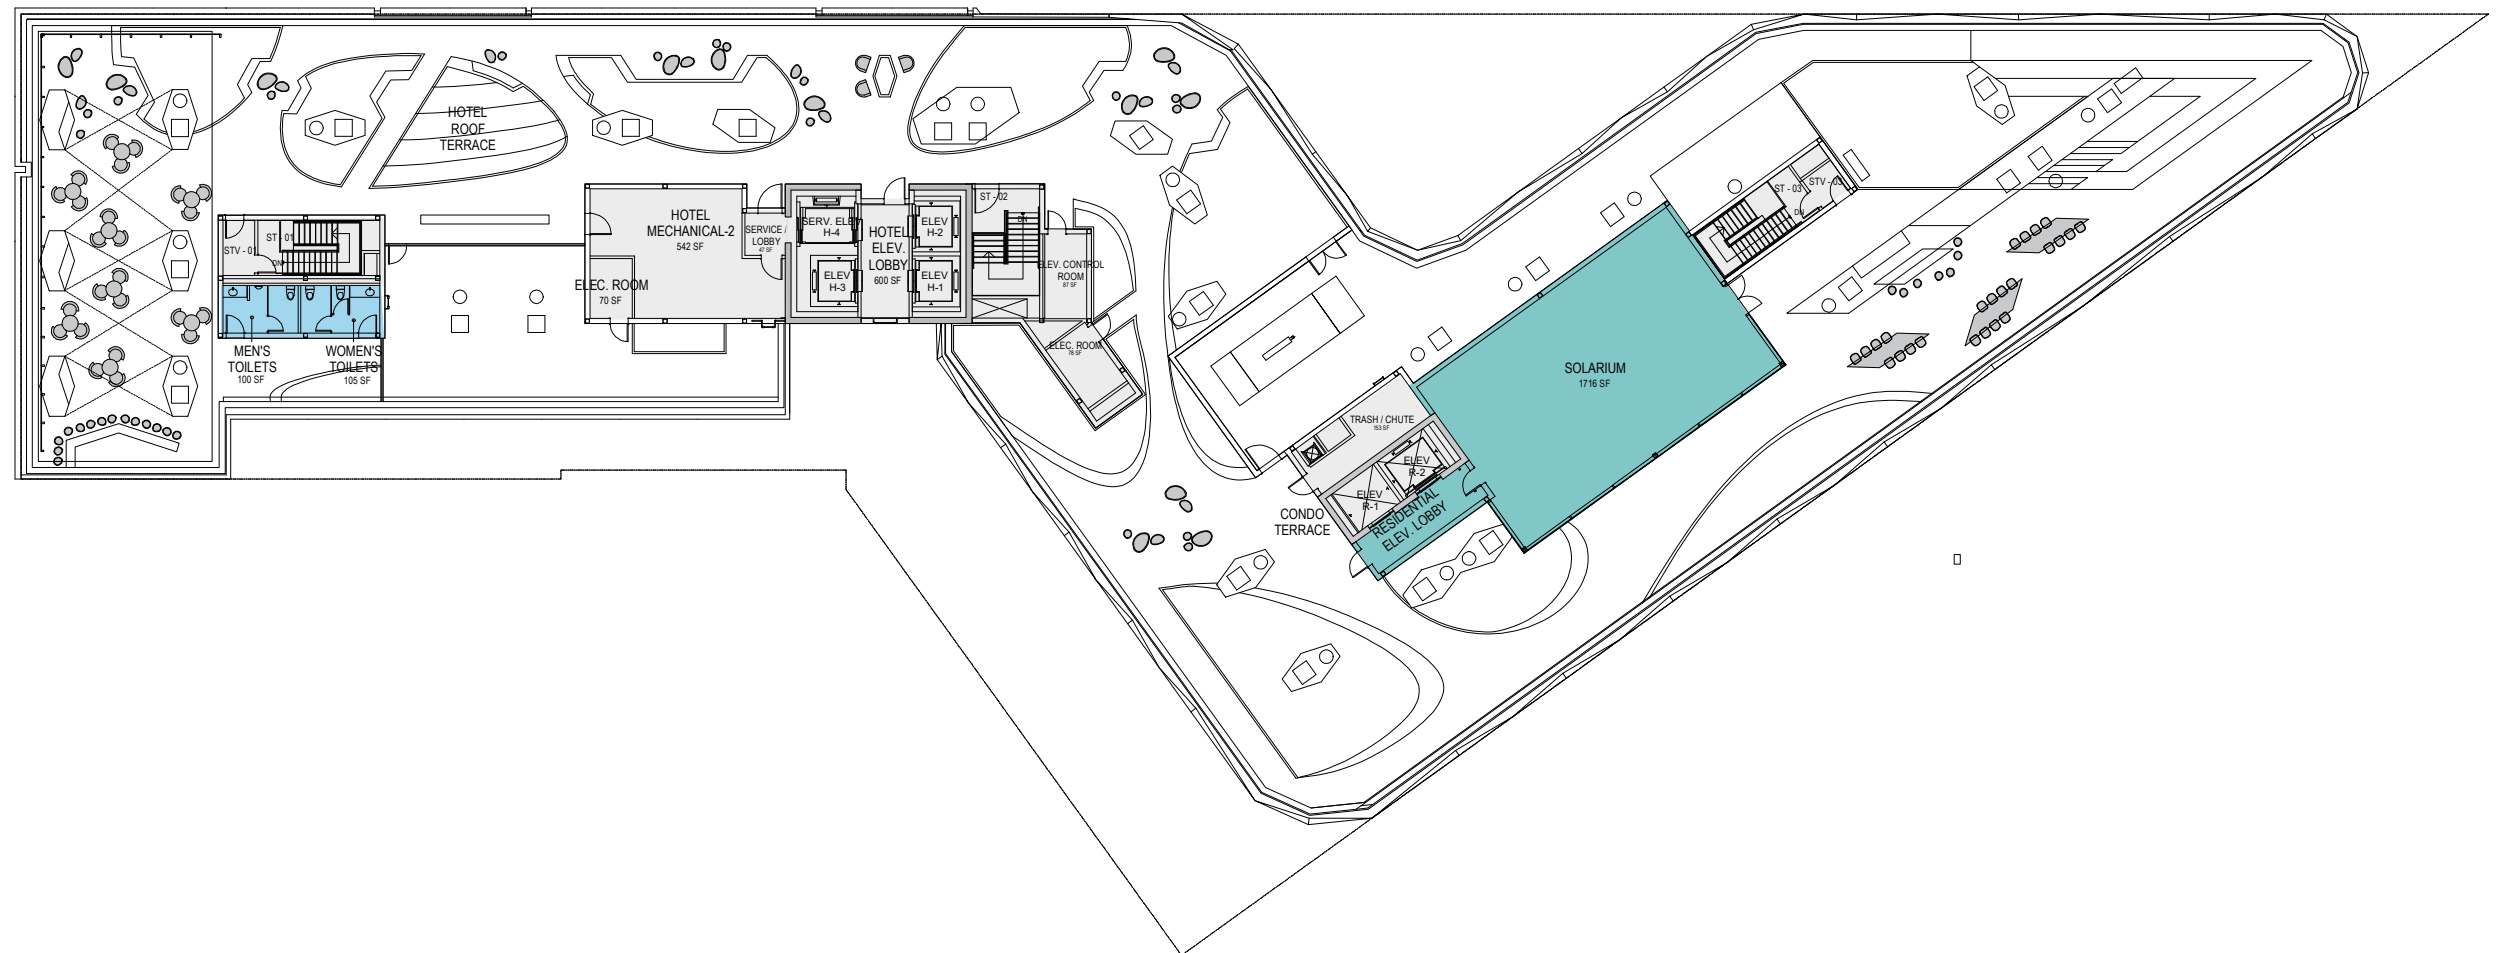 HOTEL
ROOF
TERRACE
STV - 01
ST - 01
DN
MEN'S
TOILETS
100 SF
WOMEN'S
TOILETS
105 SF
HOTEL
MECHANICAL-2
542 SF
ELEC. ROOM
70 SF
SERVICE /
LOBBY
47 SF
SERV. ELEV
H-4
ELEV
H-3
HOTEL
ELEV.
LOBBY
600 SF
ELEV
H-2
ELEV
H-1
ST - 02
DN
ELEV. CONTROL
ROOM
87 SF
ELEC. ROOM
78 SF
ST - 03
STV - 03
DN
SOLARIUM
1716 SF
TRASH / CHUTE
153 SF
ELEV
R-2
ELEV
R-1
RESIDENTIAL
ELEV. LOBBY
CONDO
TERRACE